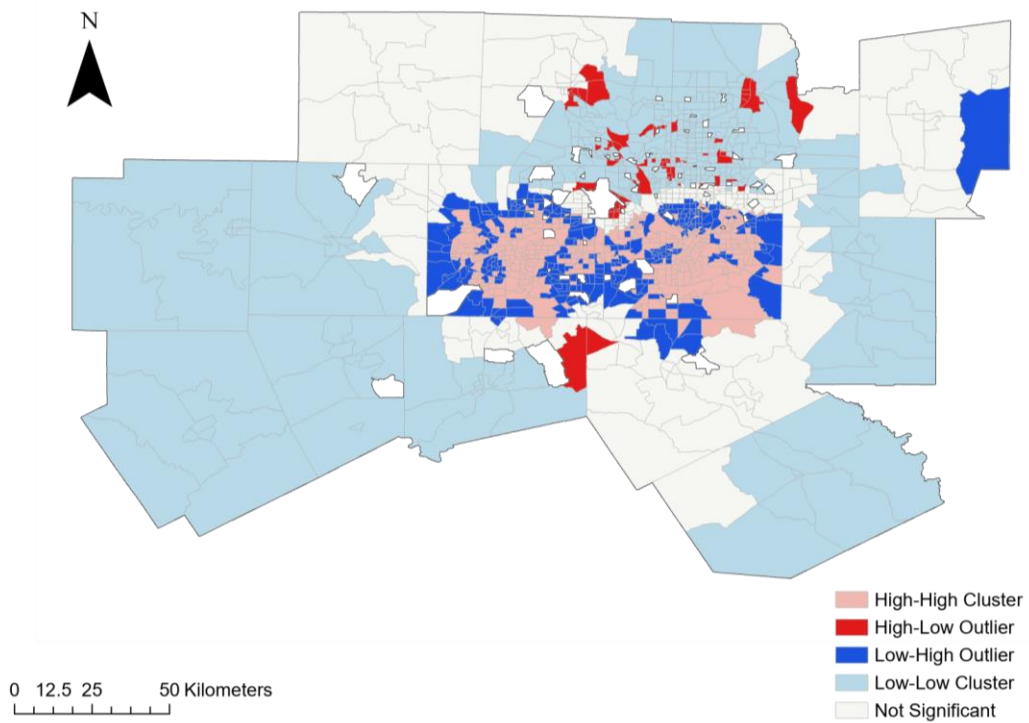 N
High-High Cluster
High-Low Outlier
Low-High Outlier
Low-Low Cluster
Not Significant
0 12.5 25 50 Kilometers